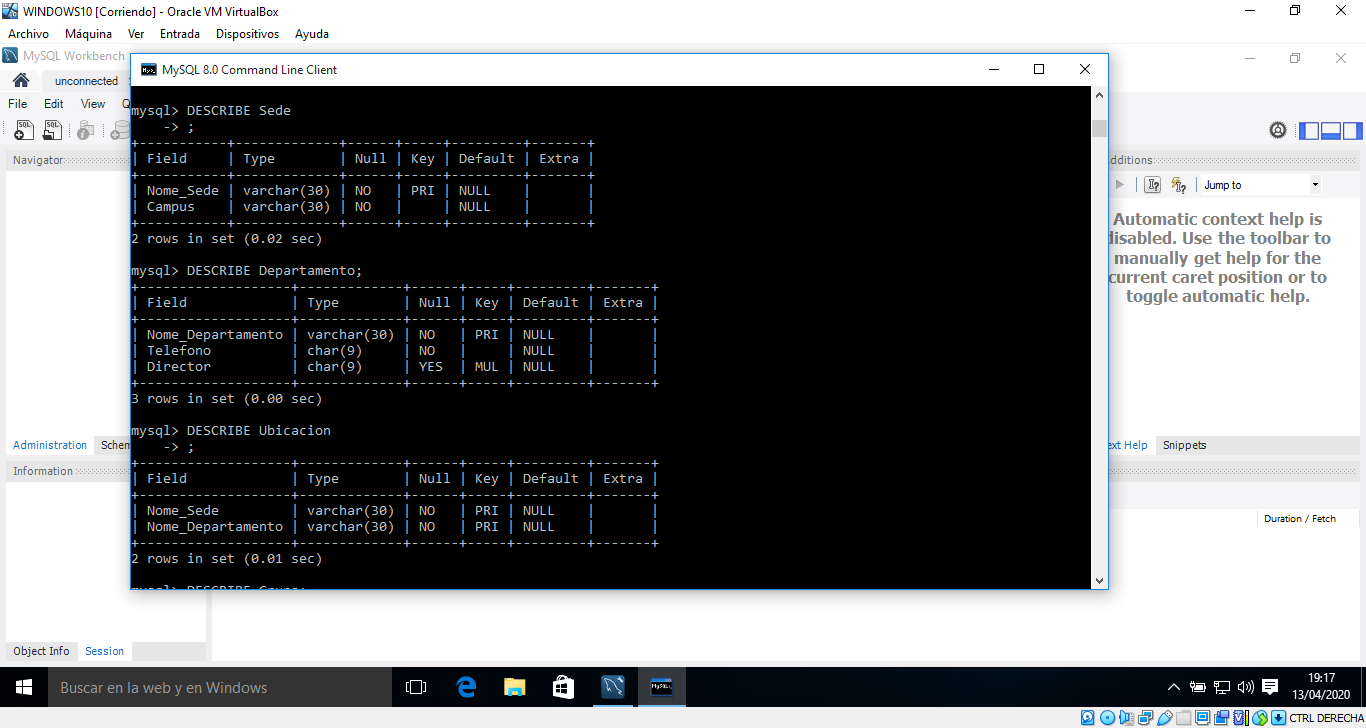 WINDOWS10 [Corriendo] - Oracle VM VirtualBox
Archivo Máquina Ver Entrada Dispositivos Ayuda
MySQL Workbench
unconnected
File Edit View Q
Navigator
Administration Schem
Information
Object Info Session
MySQL 8.0 Command Line Client
mysql> DESCRIBE Sede
    -> ;
+-----------+-------------+------+-----+---------+-------+
| Field     | Type        | Null | Key | Default | Extra |
+-----------+-------------+------+-----+---------+-------+
| Nome_Sede | varchar(30) | NO   | PRI | NULL    |       |
| Campus    | varchar(30) | NO   |     | NULL    |       |
+-----------+-------------+------+-----+---------+-------+
2 rows in set (0.02 sec)
mysql> DESCRIBE Departamento;
+-------------------+-------------+------+-----+---------+-------+
| Field             | Type        | Null | Key | Default | Extra |
+-------------------+-------------+------+-----+---------+-------+
| Nome_Departamento | varchar(30) | NO   | PRI | NULL    |       |
| Telefono          | char(9)     | NO   |     | NULL    |       |
| Director          | char(9)     | YES  | MUL | NULL    |       |
+-------------------+-------------+------+-----+---------+-------+
3 rows in set (0.00 sec)
mysql> DESCRIBE Ubicacion
    -> ;
+-------------------+-------------+------+-----+---------+-------+
| Field             | Type        | Null | Key | Default | Extra |
+-------------------+-------------+------+-----+---------+-------+
| Nome_Sede         | varchar(30) | NO   | PRI | NULL    |       |
| Nome_Departamento | varchar(30) | NO   | PRI | NULL    |       |
+-------------------+-------------+------+-----+---------+-------+
2 rows in set (0.01 sec)
mysql> DESCRIBE Grupo;
dditions
Jump to
Automatic context help is
disabled. Use the toolbar to
manually get help for the
current caret position or to
toggle automatic help.
ext Help Snippets
Duration / Fetch
Buscar en la web y en Windows
19:17
13/04/2020
CTRL DERECHA